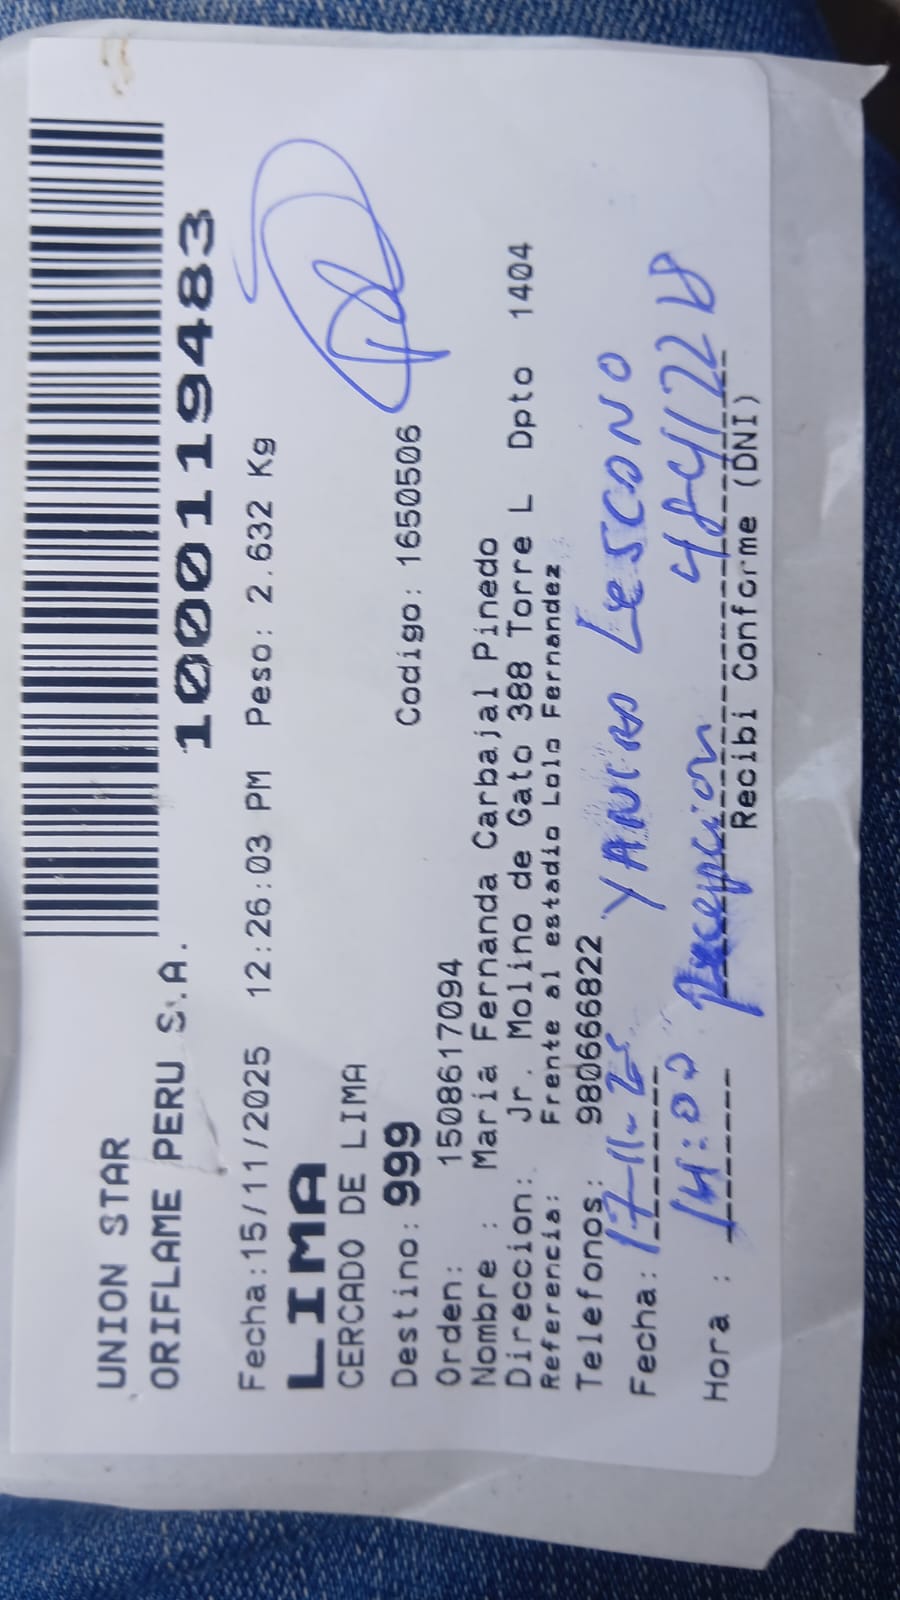 UNION STAR
ORIFLAME PERU S.A.
1000119483
Fecha:15/11/2025 12:26:03 PM Peso: 2.632 Kg
LIMA
CERCADO DE LIMA
Destino: 999 Codigo: 1650506
Orden: 1508617094
Nombre : Maria Fernanda Carbajal Pinedo
Direccion: Jr. Molino de Gato 388 Torre L Dpto 1404
Referencia: Frente al estadio Lolo Fernandez
Telefonos: 980666822
Fecha: 17-11-25 Lescano
Hora : 14:00 Recepcion
Recibi Conforme (DNI)